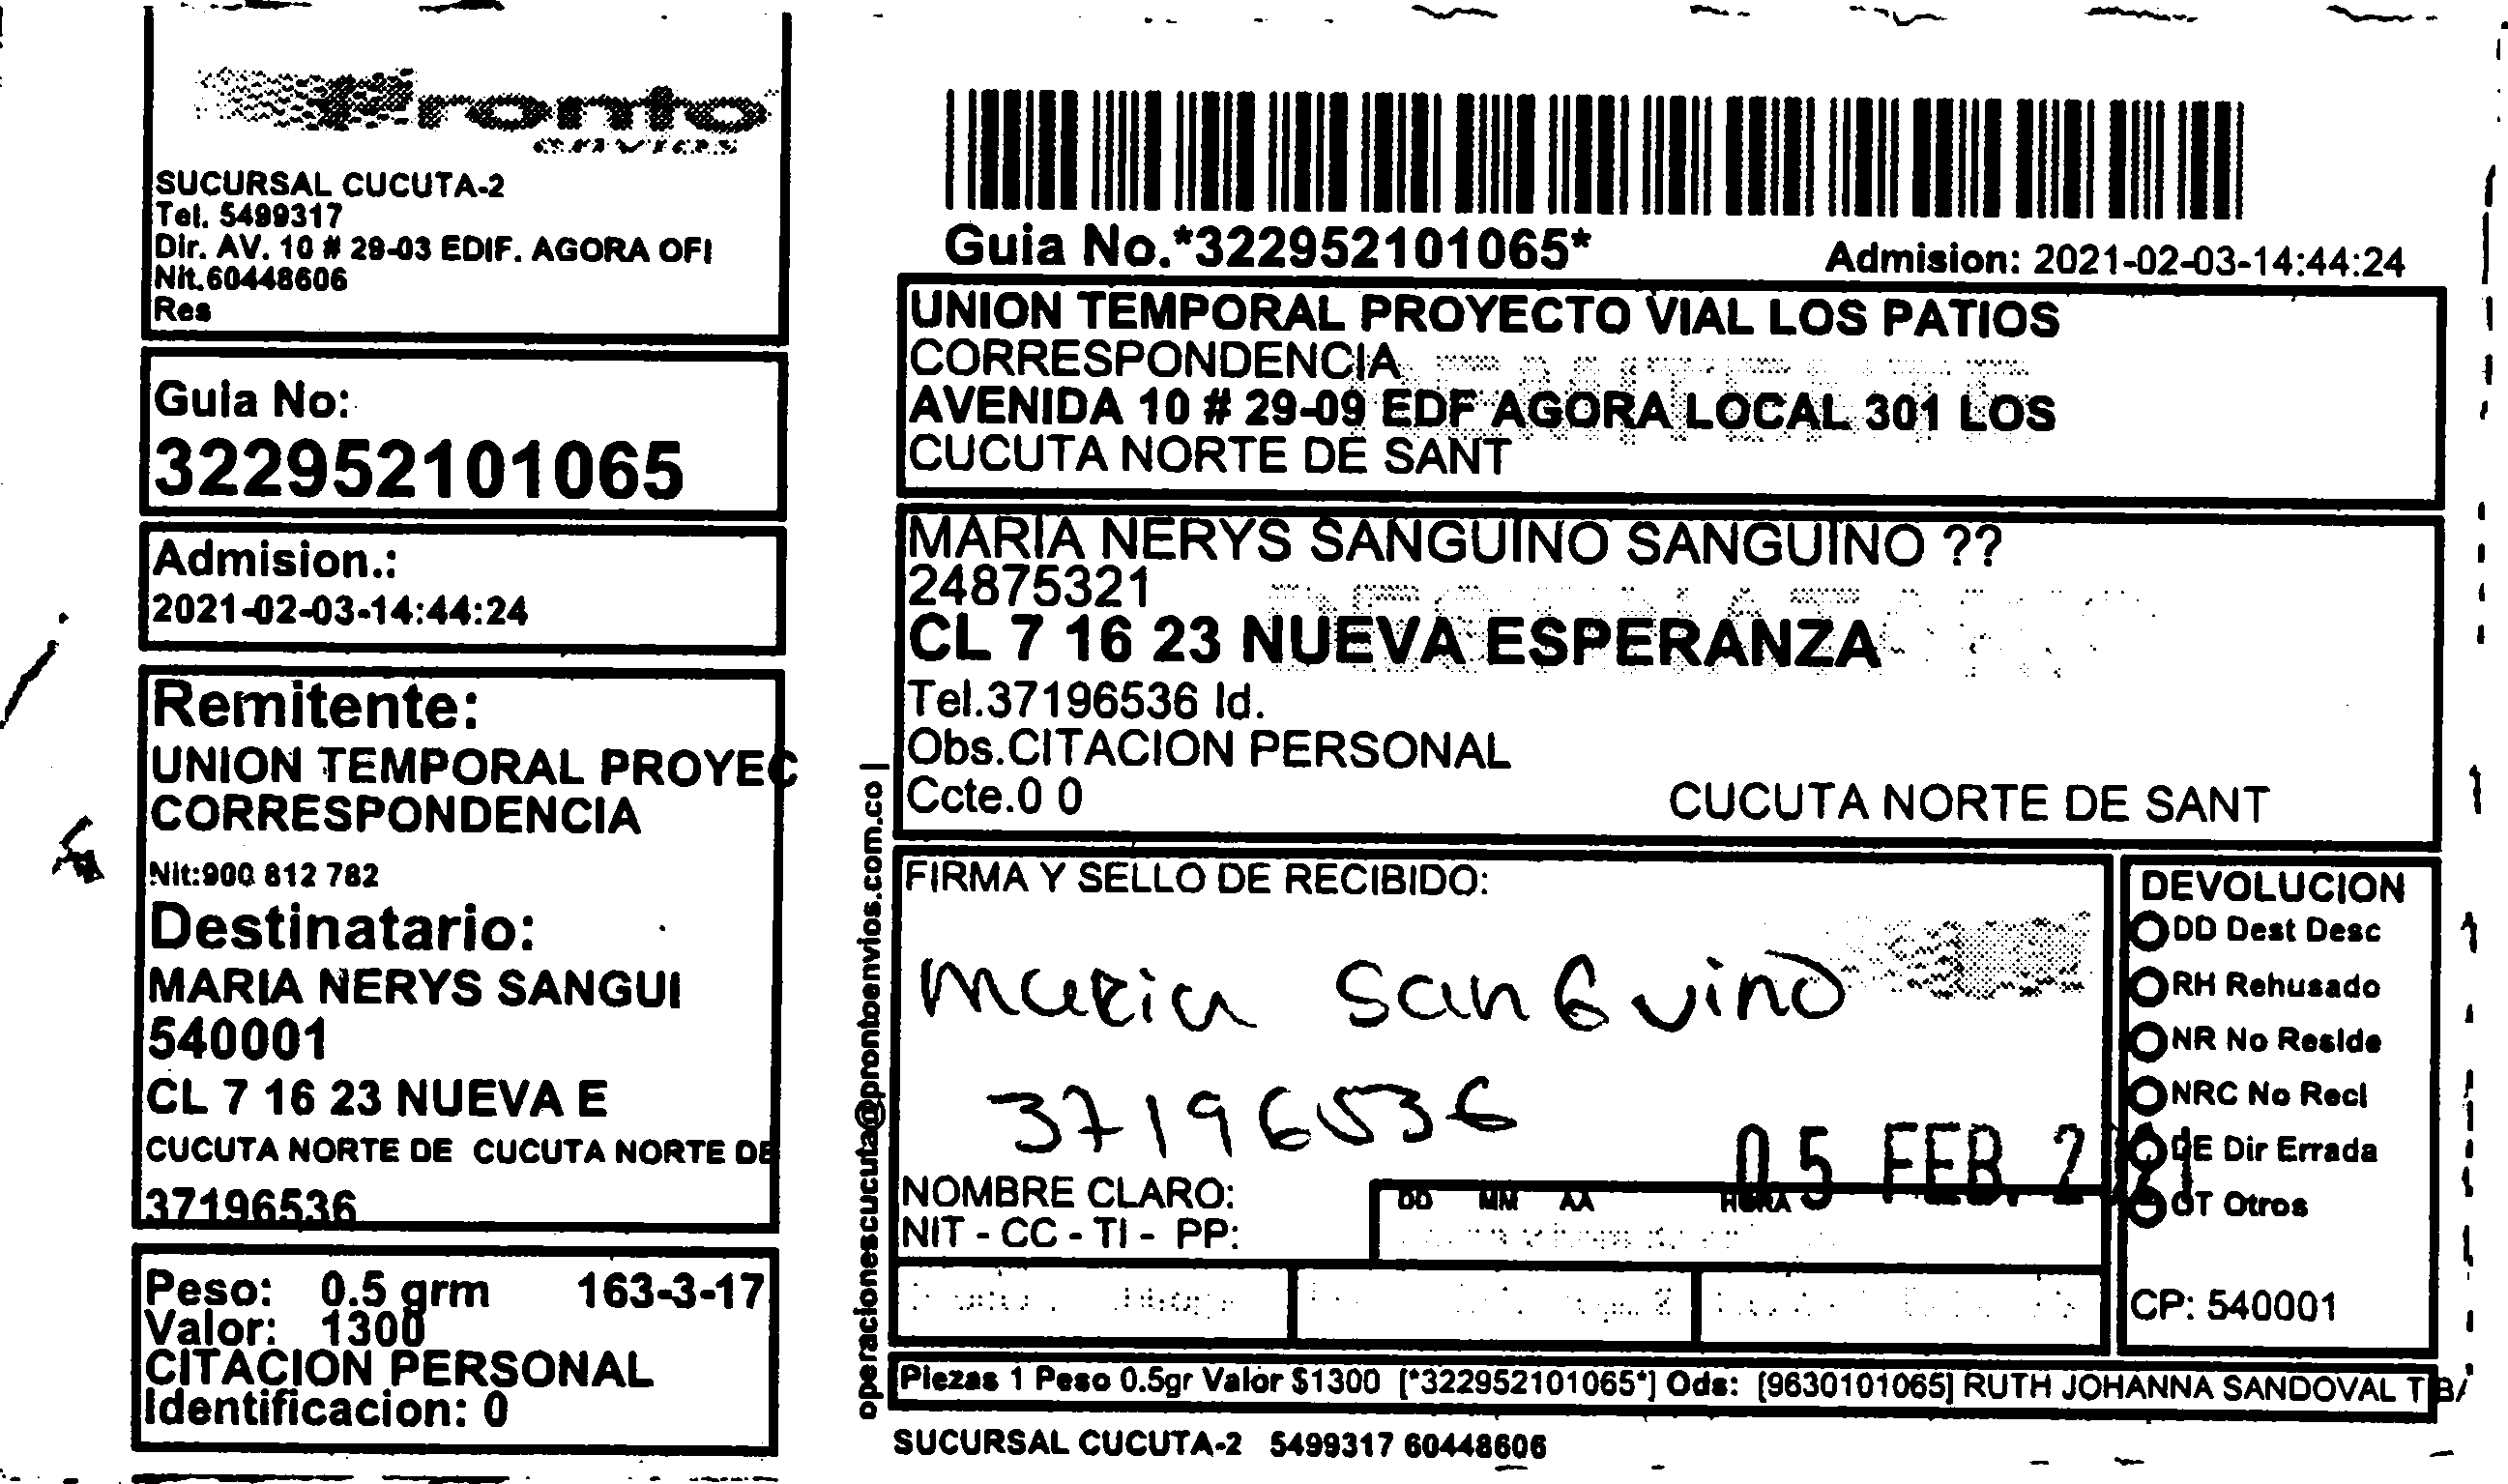 Pronto
envios
SUCURSAL CUCUTA-2
Tel. 5499317
Dir. AV. 10 # 29-03 EDIF. AGORA OFI
Nit.60448606
Res
Guia No:
322952101065
Admision.:
2021-02-03-14:44:24
Remitente:
UNION TEMPORAL PROYEC
CORRESPONDENCIA
Nit:900 812 782
Destinatario:
MARIA NERYS SANGUI
540001
CL 7 16 23 NUEVA E
CUCUTA NORTE DE CUCUTA NORTE DE
37196536
Peso: 0.5 grm 163-3-17
Valor: 1300
CITACION PERSONAL
Identificacion: 0
operacionescucuta@prontoenvios.com.co |
Guia No.*322952101065*
Admision: 2021-02-03-14:44:24
UNION TEMPORAL PROYECTO VIAL LOS PATIOS
CORRESPONDENCIA
REMITENTE
AVENIDA 10 # 29-09 EDF AGORA LOCAL 301 LOS
CUCUTA NORTE DE SANT
MARIA NERYS SANGUINO SANGUINO ??
24875321
DESTINATARIO
CL 7 16 23 NUEVA ESPERANZA
Tel.37196536 Id.
Obs.CITACION PERSONAL
Ccte.0 0
CUCUTA NORTE DE SANT
FIRMA Y SELLO DE RECIBIDO:
Maria SanGuino
37196536
05 FEB. 2021
NOMBRE CLARO:
NIT - CC - TI - PP:
DD MM AA HORA
DEVOLUCION
DD Dest Desc
RH Rehusado
NR No Reside
NRC No Recl
DE Dir Errada
OT Otros
CP: 540001
Piezas 1 Peso 0.5gr Valor $1300 [*322952101065*] Ods: [9630101065] RUTH JOHANNA SANDOVAL T
SUCURSAL CUCUTA-2 5499317 60448606